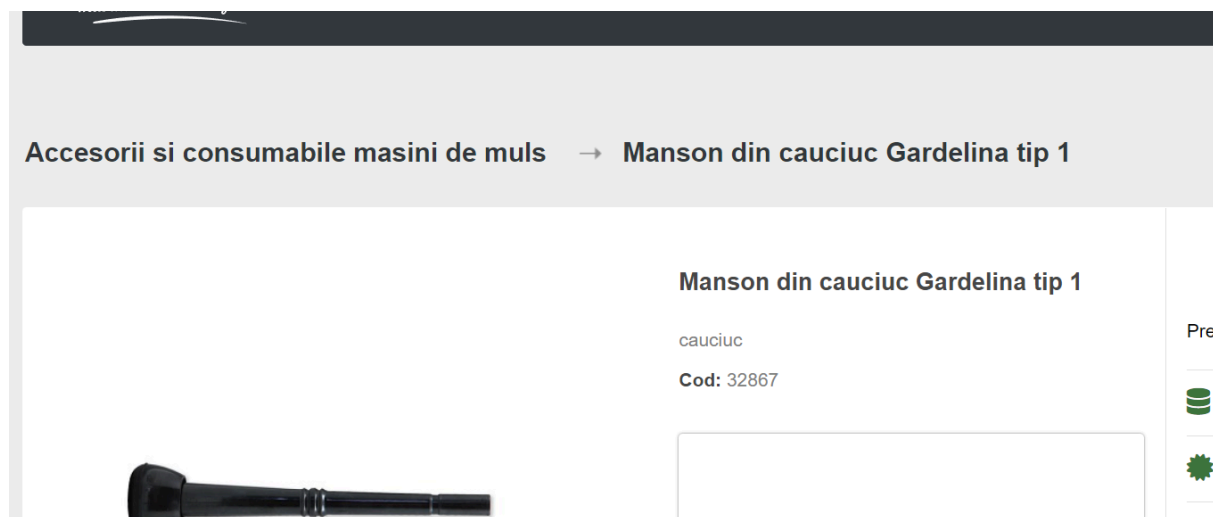 Accesorii si consumabile masini de muls → Manson din cauciuc Gardelina tip 1
Manson din cauciuc Gardelina tip 1
cauciuc
Cod: 32867